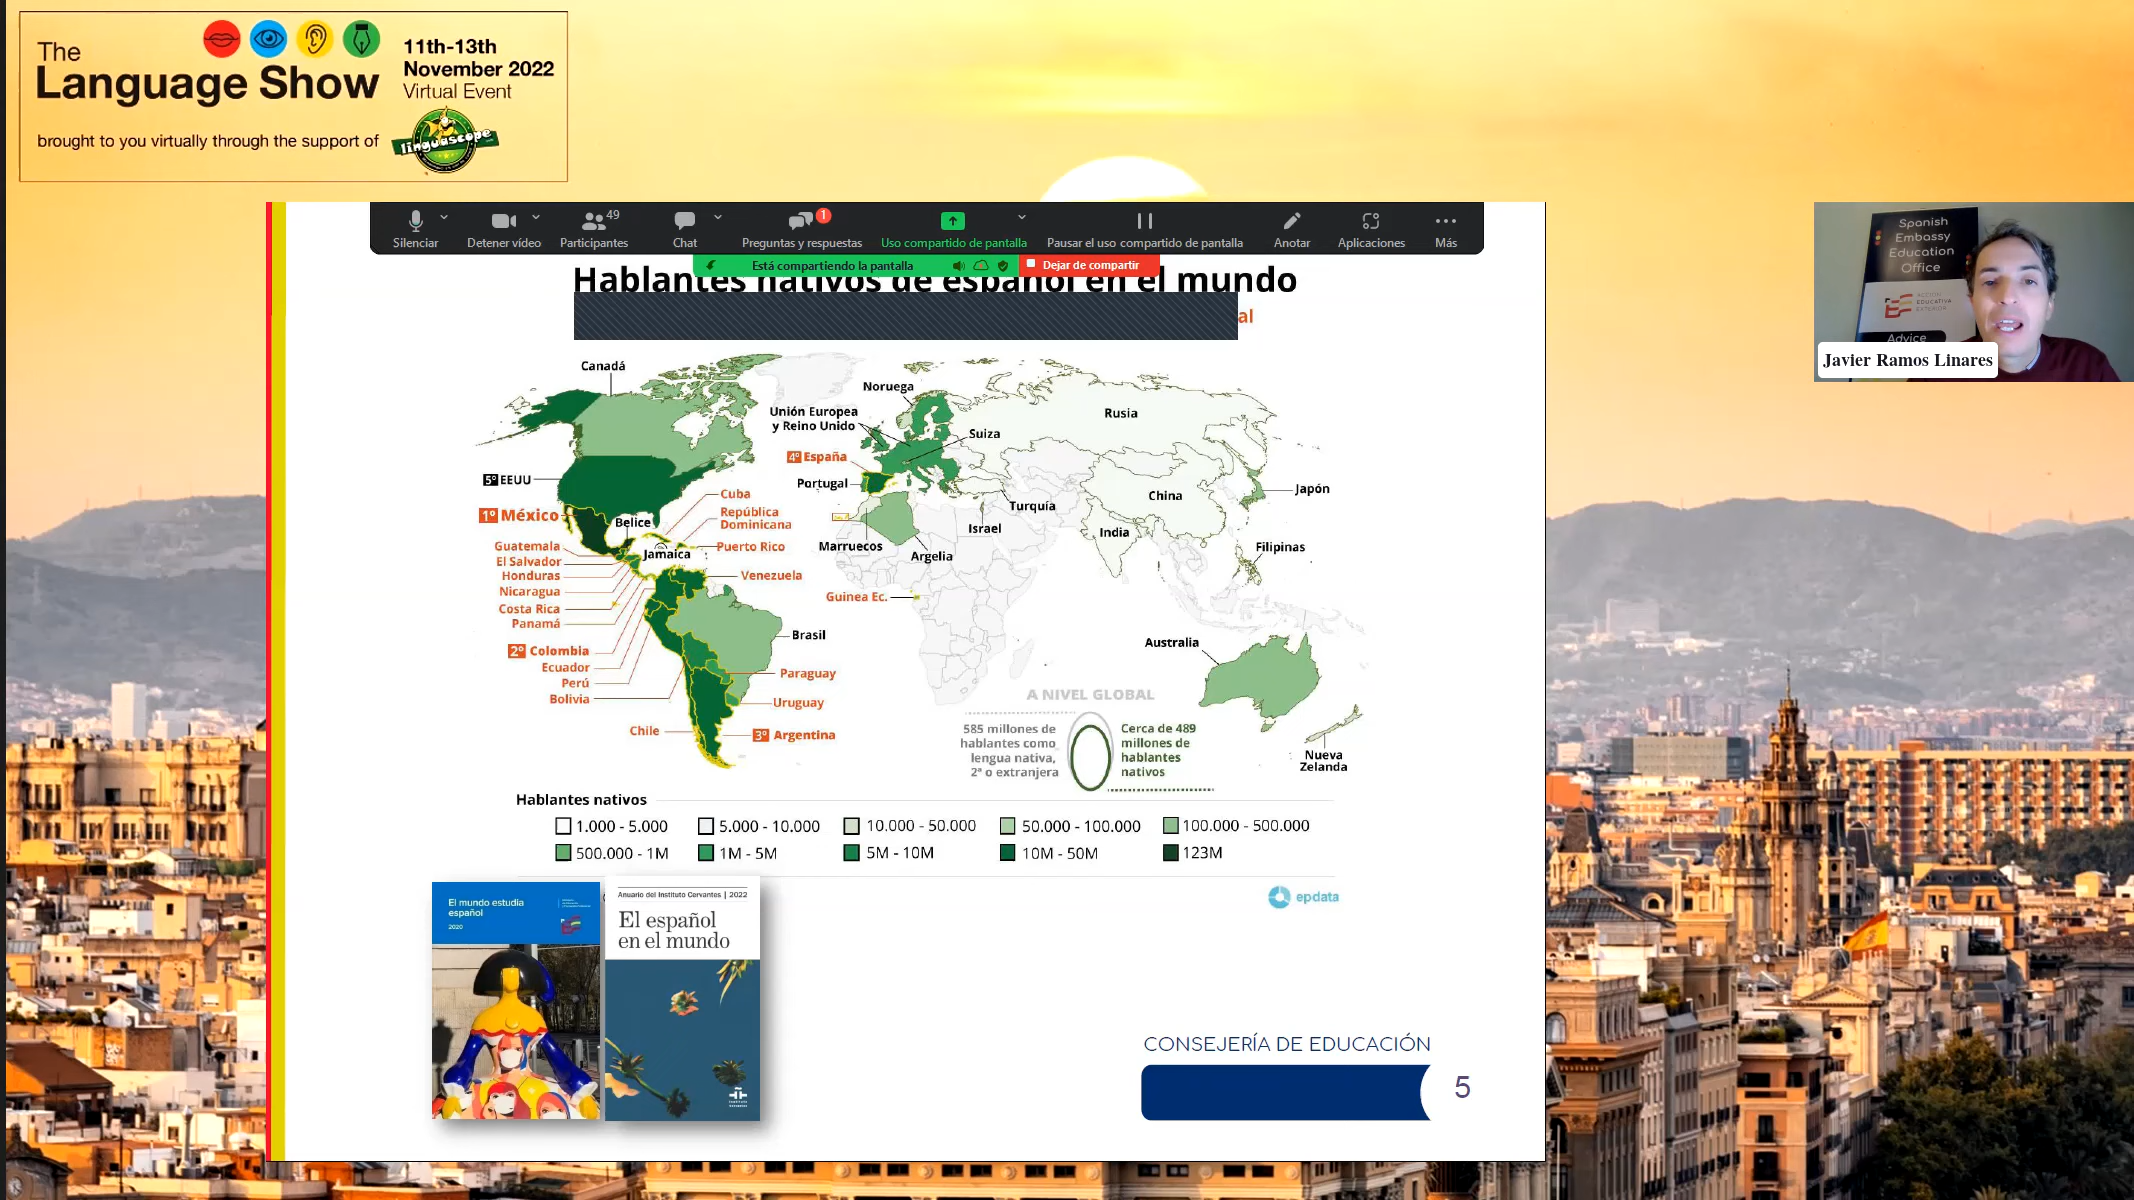 The
Language Show
11th-13th
November 2022
Virtual Event
brought to you virtually through the support of
linguascope
Silenciar
Detener vídeo
49
Participantes
Chat
1
Preguntas y respuestas
Uso compartido de pantalla
Pausar el uso compartido de pantalla
Anotar
Aplicaciones
Más
Está compartiendo la pantalla
Dejar de compartir
Hablantes nativos de español en el mundo
al
Canadá
Noruega
Unión Europea
y Reino Unido
Rusia
Suiza
4º España
5º EEUU
Portugal
Cuba
China
Japón
Turquía
1º México
República
Dominicana
Belice
Israel
India
Guatemala
Puerto Rico
Marruecos
Filipinas
Jamaica
Argelia
El Salvador
Honduras
Venezuela
Nicaragua
Guinea Ec.
Costa Rica
Panamá
Brasil
Australia
2º Colombia
Ecuador
Paraguay
Perú
Bolivia
Uruguay
Chile
3º Argentina
Nueva
Zelanda
A NIVEL GLOBAL
585 millones de
hablantes como
lengua nativa,
2ª o extranjera
Cerca de 489
millones de
hablantes
nativos
Hablantes nativos
1.000 - 5.000
5.000 - 10.000
10.000 - 50.000
50.000 - 100.000
100.000 - 500.000
500.000 - 1M
1M - 5M
5M - 10M
10M - 50M
123M
epdata
El mundo estudia
español
2020
Anuario del Instituto Cervantes | 2022
El español
en el mundo
CONSEJERÍA DE EDUCACIÓN
5
Spanish
Embassy
Education
Office
ACCIÓN
EDUCATIVA
EXTERIOR
Advice
Javier Ramos Linares